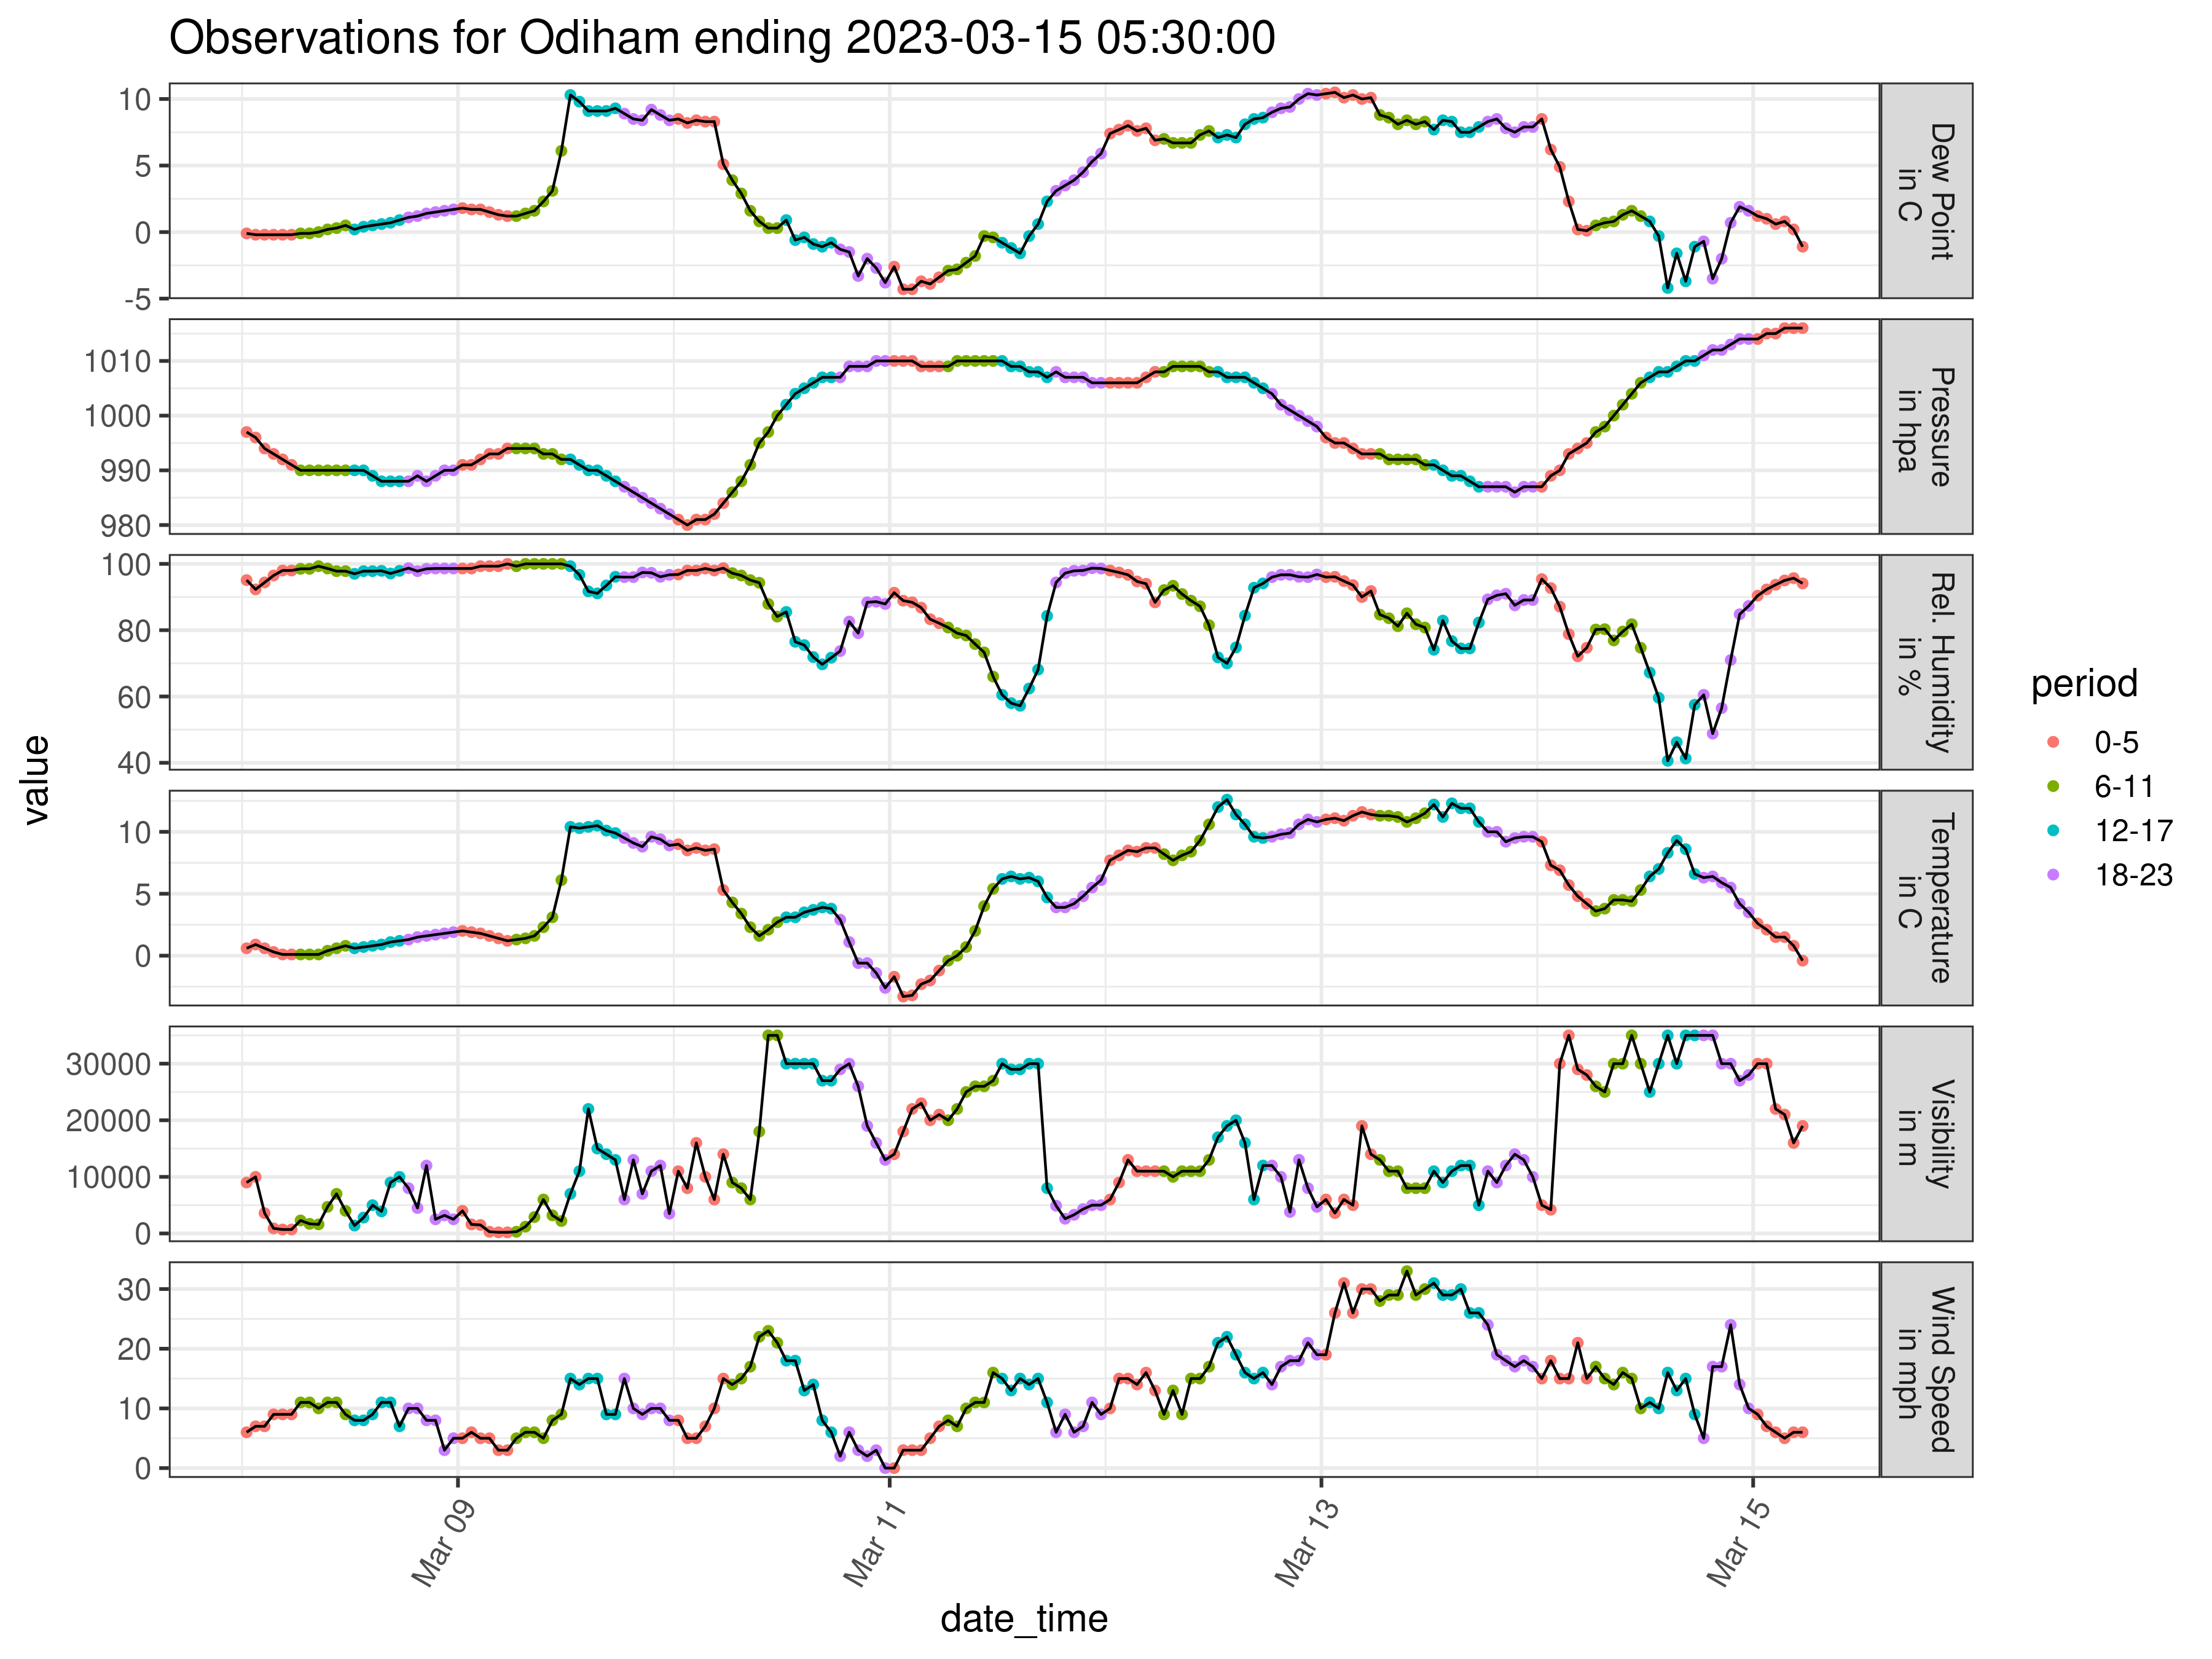 Observations for Odiham ending 2023-03-15 05:30:00
value
10
5
0
-5
Dew Point
in C
1010
1000
990
980
Pressure
in hpa
100
80
60
40
Rel. Humidity
in %
10
5
0
Temperature
in C
30000
20000
10000
0
Visibility
in m
30
20
10
0
Wind Speed
in mph
Mar 09
Mar 11
Mar 13
Mar 15
date_time
period
0-5
6-11
12-17
18-23